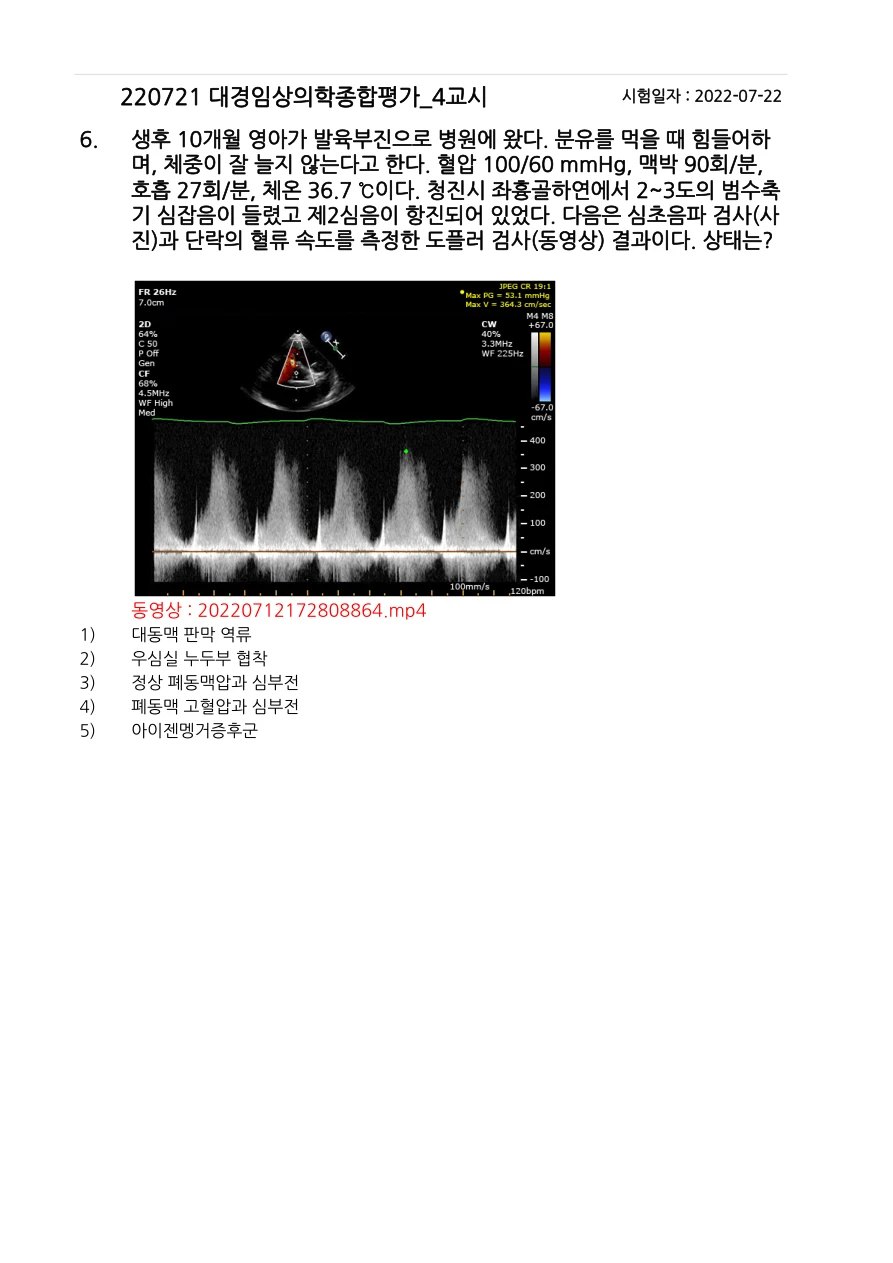 220721 대경임상의학종합평가_4교시
시험일자 : 2022-07-22
6. 생후 10개월 영아가 발육부진으로 병원에 왔다. 분유를 먹을 때 힘들어하
며, 체중이 잘 늘지 않는다고 한다. 혈압 100/60 mmHg, 맥박 90회/분,
호흡 27회/분, 체온 36.7 ℃이다. 청진시 좌흉골하연에서 2~3도의 범수축
기 심잡음이 들렸고 제2심음이 항진되어 있었다. 다음은 심초음파 검사(사
진)과 단락의 혈류 속도를 측정한 도플러 검사(동영상) 결과이다. 상태는?
FR 26Hz
7.0cm
2D
64%
C 50
P Off
Gen
CF
68%
4.5MHz
WF High
Med
JPEG CR 19:1
Max PG = 53.1 mmHg
Max V = 364.3 cm/sec
M4 M8
+67.0
CW
40%
3.3MHz
WF 225Hz
-67.0
cm/s
400
300
200
100
cm/s
-100
100mm/s
120bpm
동영상 : 20220712172808864.mp4
1) 대동맥 판막 역류
2) 우심실 누두부 협착
3) 정상 폐동맥압과 심부전
4) 폐동맥 고혈압과 심부전
5) 아이젠멩거증후군